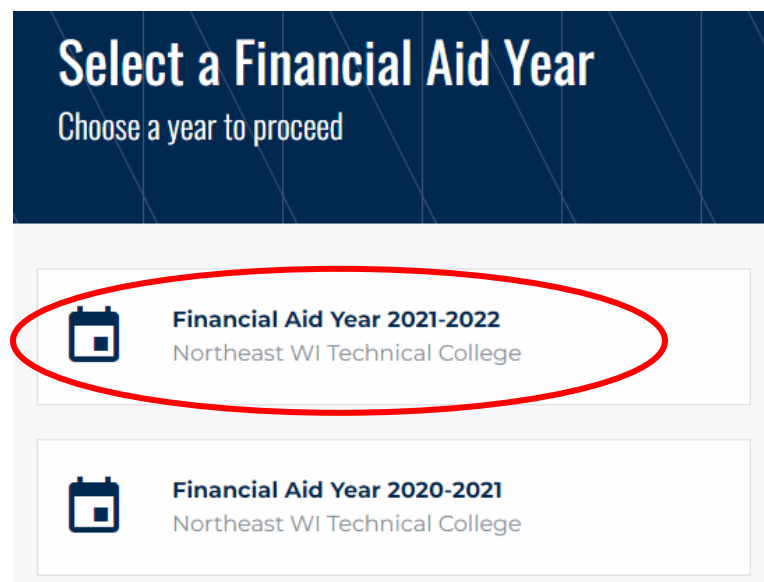 Select a Financial Aid Year
Choose a year to proceed
Financial Aid Year 2021-2022
Northeast WI Technical College
Financial Aid Year 2020-2021
Northeast WI Technical College